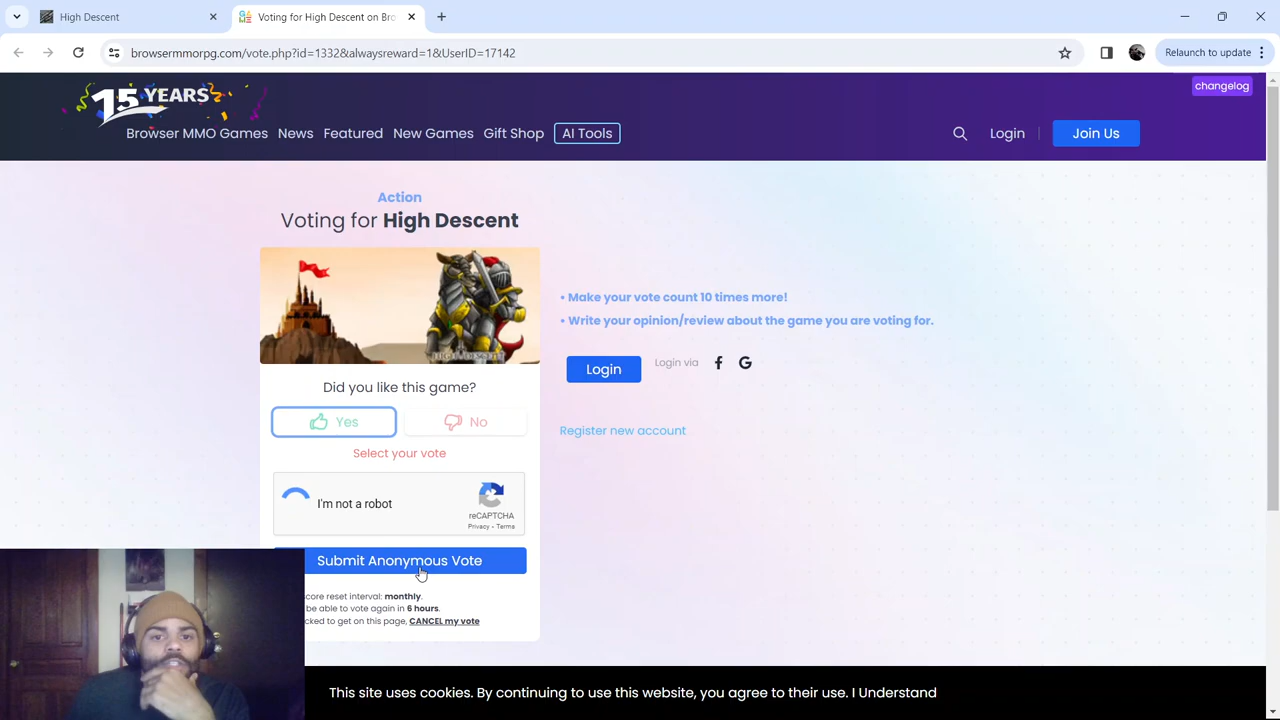 High Descent
Voting for High Descent on Bro
browsermmorpg.com/vote.php?id=1332&alwaysreward=1&UserID=17142
Relaunch to update
changelog
15 YEARS
Browser MMO Games
News
Featured
New Games
Gift Shop
AI Tools
Login
Join Us
Action
Voting for High Descent
HIGH DESCENT
Did you like this game?
Yes
No
Select your vote
I'm not a robot
reCAPTCHA
Privacy - Terms
Submit Anonymous Vote
core reset interval: monthly.
be able to vote again in 6 hours.
cked to get on this page, CANCEL my vote
• Make your vote count 10 times more!
• Write your opinion/review about the game you are voting for.
Login
Login via
Register new account
This site uses cookies. By continuing to use this website, you agree to their use. I Understand